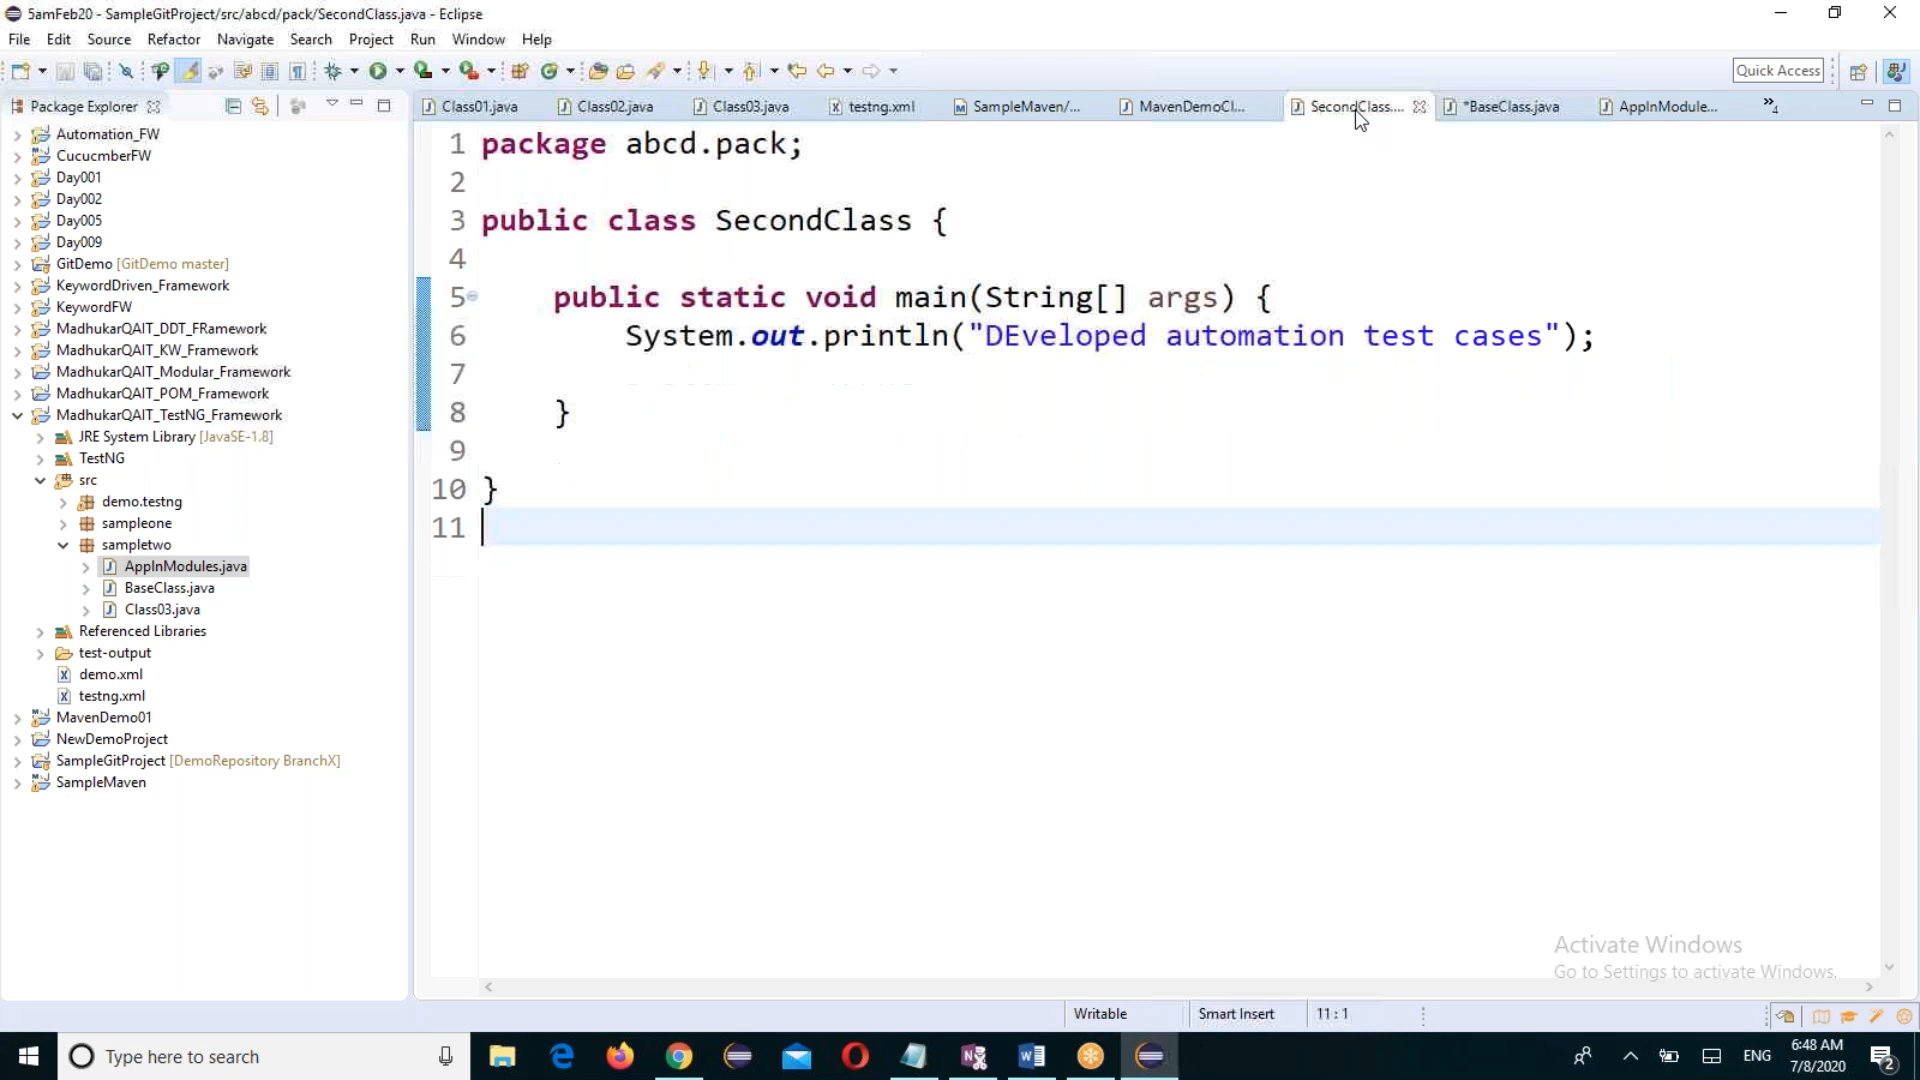 5amFeb20 - SampleGitProject/src/abcd/pack/SecondClass.java - Eclipse
File Edit Source Refactor Navigate Search Project Run Window Help
Quick Access
Package Explorer
Class01.java Class02.java Class03.java testng.xml SampleMaven/... MavenDemoCl... SecondClass.... *BaseClass.java AppInModule... »4
Automation_FW
CucucmberFW
Day001
Day002
Day005
Day009
GitDemo [GitDemo master]
KeywordDriven_Framework
KeywordFW
MadhukarQAIT_DDT_FRamework
MadhukarQAIT_KW_Framework
MadhukarQAIT_Modular_Framework
MadhukarQAIT_POM_Framework
MadhukarQAIT_TestNG_Framework
JRE System Library [JavaSE-1.8]
TestNG
src
demo.testng
sampleone
sampletwo
AppInModules.java
BaseClass.java
Class03.java
Referenced Libraries
test-output
demo.xml
testng.xml
MavenDemo01
NewDemoProject
SampleGitProject [DemoRepository BranchX]
SampleMaven
1 package abcd.pack;
2
3 public class SecondClass {
4
5 public static void main(String[] args) {
6 System.out.println("DEveloped automation test cases");
7
8 }
9
10 }
11
Activate Windows
Go to Settings to activate Windows.
Writable Smart Insert 11 : 1
Type here to search
ENG
6:48 AM
7/8/2020
2